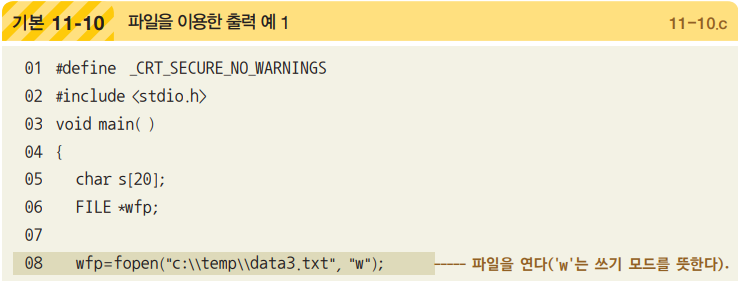 기본 11-10 파일을 이용한 출력 예 1 11-10.c
01 #define _CRT_SECURE_NO_WARNINGS
02 #include <stdio.h>
03 void main( )
04 {
05 char s[20];
06 FILE *wfp;
07
08 wfp=fopen("c:\\temp\\data3.txt", "w"); ----- 파일을 연다('w'는 쓰기 모드를 뜻한다).